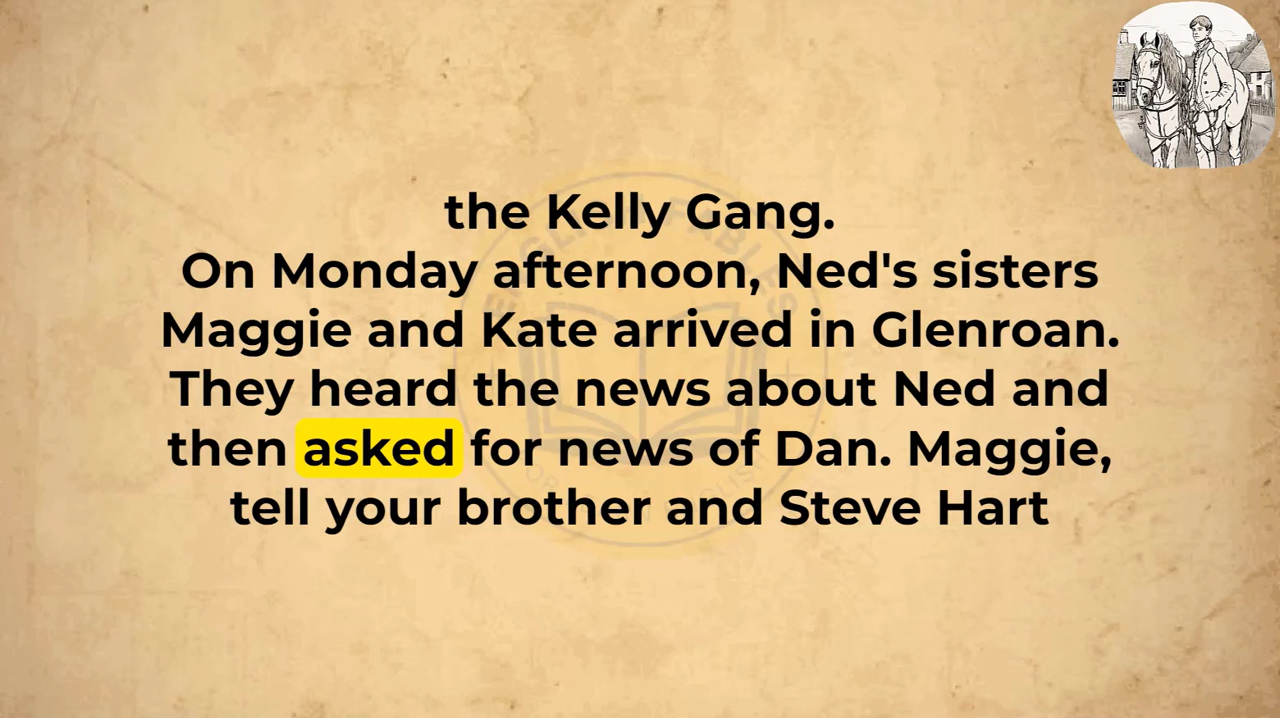 the Kelly Gang.
On Monday afternoon, Ned's sisters
Maggie and Kate arrived in Glenroan.
They heard the news about Ned and
then asked for news of Dan. Maggie,
tell your brother and Steve Hart